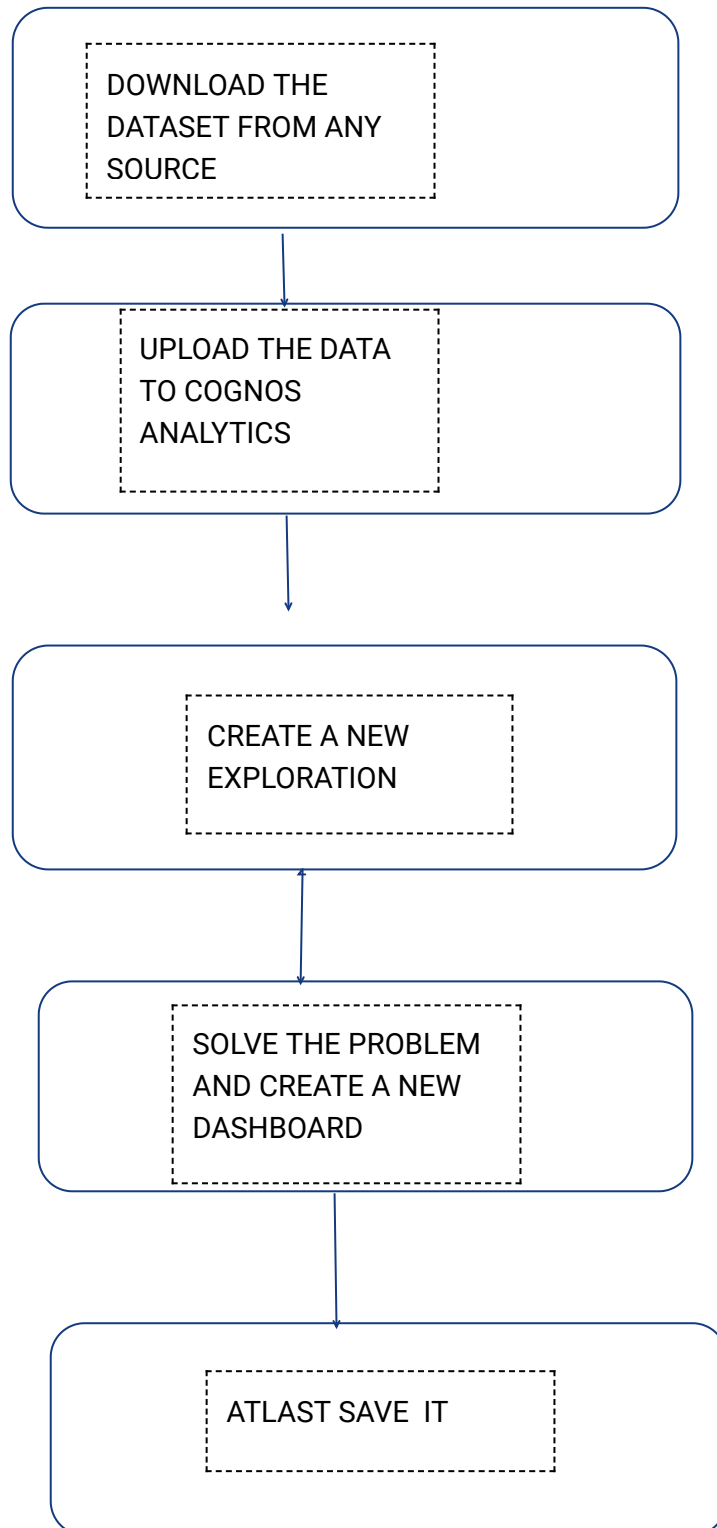 DOWNLOAD THE
DATASET FROM ANY
SOURCE
UPLOAD THE DATA
TO COGNOS
ANALYTICS
CREATE A NEW
EXPLORATION
SOLVE THE PROBLEM
AND CREATE A NEW
DASHBOARD
ATLAST SAVE  IT